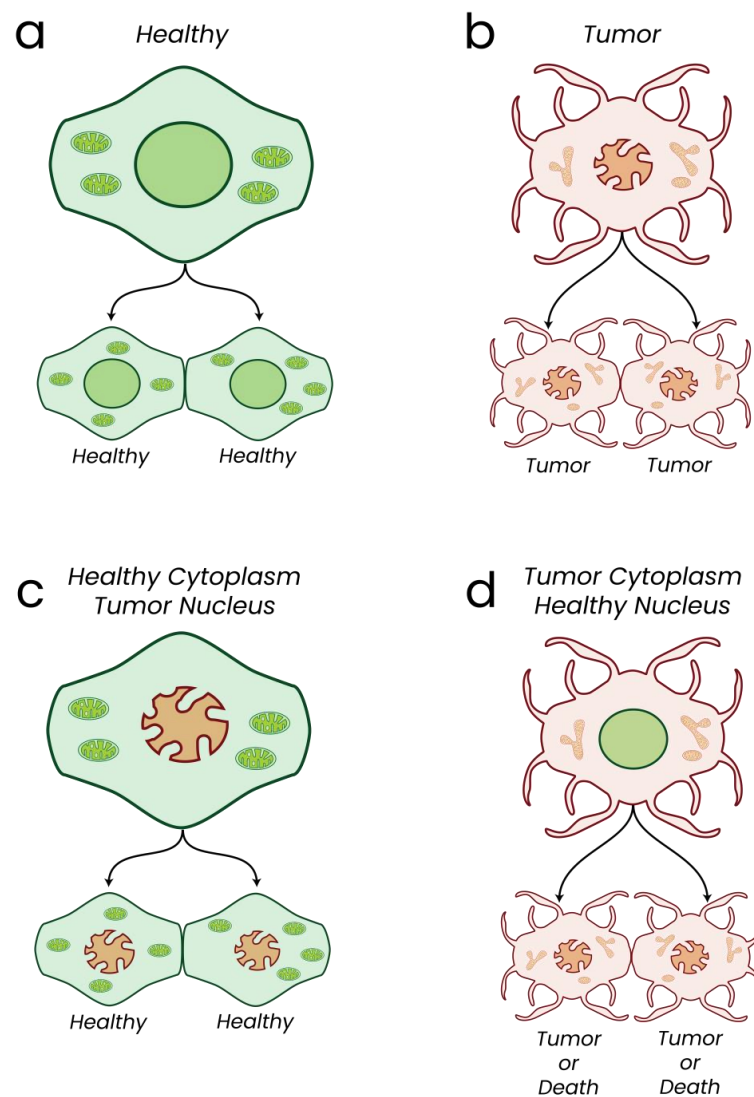 a
Healthy
Healthy
Healthy
b
Tumor
Tumor
Tumor
c
Healthy Cytoplasm
Tumor Nucleus
Healthy
Healthy
d
Tumor Cytoplasm
Healthy Nucleus
Tumor
or
Death
Tumor
or
Death